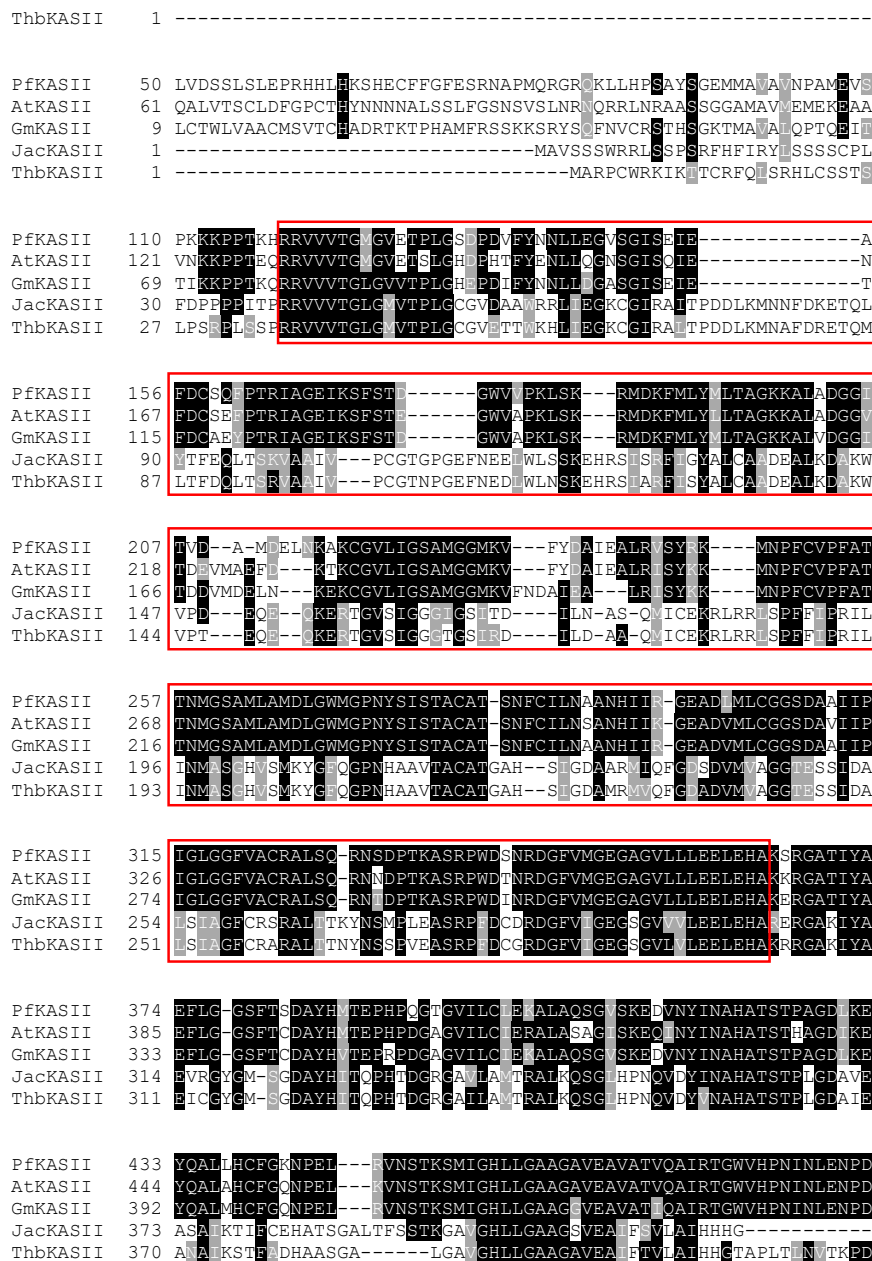 ThbKASII 1 ------------------------------------------------------------
PfKASII 50 LVDSSLSLEPRHHLHKSHECFFGFESRNAPMQRGRQKLLHPSAYSGEMMAVAVNPAMEVS
AtKASII 61 QALVTSCLDFGPCTHYNNNNALSSLFGSNSVSLNRNQRRLNRAASSGGAMAVMEMEKEAA
GmKASII 9 LCTWLVAACMSVTCHADRTKTPHAMFRSSKKSRYSQFNVCRSTHSGKTMAVALQPTQEIT
JacKASII 1 -------------------------------MAVSSSWRRLSSPSRFHFIRYLSSSSCPL
ThbKASII 1 ----------------------------------MARPCWRKIKTTCRFQLSRHLCSSTS
PfKASII 110 PKKKPPTKHRRVVVTGMGVETPLGSDPDVFYNNLLEGVSGISEIE--------------A
AtKASII 121 VNKKPPTEQRRVVVTGMGVETSLGHDPHTFYENLLQGNSGISQIE--------------N
GmKASII 69 TIKKPPTKQRRVVVTGLGVVTPLGHEPDIFYNNLLDGASGISEIE--------------T
JacKASII 30 FDPPPPITPRRVVVTGLGMVTPLGCGVDAAWRRLIEGKCGIRAITPDDLKMNNFDKETQL
ThbKASII 27 LPSRPLSSPRRVVVTGLGMVTPLGCGVETTWKHLIEGKCGIRALTPDDLKMNAFDRETQM
PfKASII 156 FDCSQFPTRIAGEIKSFSTD------GWVVPKLSK---RMDKFMLYMLTAGKKALADGGI
AtKASII 167 FDCSEFPTRIAGEIKSFSTE------GWVAPKLSK---RMDKFMLYLLTAGKKALADGGI
GmKASII 115 FDCAEYPTRIAGEIKSFSTD------GWVAPKLSK---RMDKFMLYMLTAGKKALVDGGI
JacKASII 90 YTFEQLTSKVAAIV---PCGTGPGEFNEELWLSSKEHRSISRFIGYALCAADEALKDAKW
ThbKASII 87 LTFDQLTSRVAAIV---PCGTNPGEFNEDLWLNSKEHRSIARFISYALCAADEALKDAKW
PfKASII 207 TVD--A-MDELNKAKCGVLIGSAMGGMKV---FYDAIEALRVSYRK----MNPFCVPFAT
AtKASII 218 TDEVMAEFD---KTKCGVLIGSAMGGMKV---FYDAIEALRISYKK----MNPFCVPFAT
GmKASII 166 TDDVMDELN---KEKCGVLIGSAMGGMKVFNDAIEA---LRISYKK----MNPFCVPFAT
JacKASII 147 VPD---EQE--QKERTGVSIGGGIGSITD----ILN-AS-QMICEKRLRRLSPFFIPRIL
ThbKASII 144 VPT---EQE--QKERTGVSIGGGTGSIRD----ILD-AA-QMICEKRLRRLSPFFIPRIL
PfKASII 257 TNMGSAMLAMDLGWMGPNYSISTACAT-SNFCILNAANHIIR-GEADLMLCGGSDAAIIP
AtKASII 268 TNMGSAMLAMDLGWMGPNYSISTACAT-SNFCILNSANHIIK-GEADVMLCGGSDAVIIP
GmKASII 216 TNMGSAMLAMDLGWMGPNYSISTACAT-SNFCILNAANHIIR-GEADVMLCGGSDAAIIP
JacKASII 196 INMASGHVSMKYGFQGPNHAAVTACATGAH--SIGDAARMIQFGDSDVMVAGGTESSIDA
ThbKASII 193 INMASGHVSMKYGFQGPNHAAVTACATGAH--SIGDAMRMVQFGDADVMVAGGTESSIDA
PfKASII 315 IGLGGFVACRALSQ-RNSDPTKASRPWDSNRDGFVMGEGAGVLLLEELEHAKSRGATIYA
AtKASII 326 IGLGGFVACRALSQ-RNNDPTKASRPWDTNRDGFVMGEGAGVLLLEELEHAKKRGATIYA
GmKASII 274 IGLGGFVACRALSQ-RNTDPTKASRPWDINRDGFVMGEGAGVLLLEELEHAKERGATIYA
JacKASII 254 LSIAGFCRSRALTTKYNSMPLEASRPFDCDRDGFVIGEGSGVVVLEELEHARERGAKIYA
ThbKASII 251 LSIAGFCRARALTTNYNSSPVEASRPFDCGRDGFVIGEGSGVLVLEELEHAKRRGAKIYA
PfKASII 374 EFLG-GSFTSDAYHMTEPHPQGTGVILCLEKALAQSGVSKEDVNYINAHATSTPAGDLKE
AtKASII 385 EFLG-GSFTCDAYHMTEPHPDGAGVILCIERALASAGISKEQINYINAHATSTHAGDIKE
GmKASII 333 EFLG-GSFTCDAYHVTEPRPDGAGVILCIEKALAQSGVSKEDVNYINAHATSTPAGDLKE
JacKASII 314 EVRGYGM-SGDAYHITQPHTDGRGAVLAMTRALKQSGLHPNQVDYINAHATSTPLGDAVE
ThbKASII 311 EICGYGM-SGDAYHITQPHTDGRGAILAMTRALKQSGLHPNQVDYVNAHATSTPLGDAIE
PfKASII 433 YQALLHCFGKNPEL---RVNSTKSMIGHLLGAAGAVEAVATVQAIRTGWVHPNINLENPD
AtKASII 444 YQALAHCFGQNPEL---KVNSTKSMIGHLLGAAGAVEAVATVQAIRTGWVHPNINLENPD
GmKASII 392 YQALMHCFGQNPEL---RVNSTKSMIGHLLGAAGGVEAVATIQAIRTGWVHPNINLENPD
JacKASII 373 ASAIKTIFCEHATSGALTFSSTKGAVGHLLGAAGSVEAIFSVLAIHHHG-----------
ThbKASII 370 ANAIKSTFADHAASGA------LGAVGHLLGAAGAVEAIFTVLAIHHGTAPLTLNVTKPD